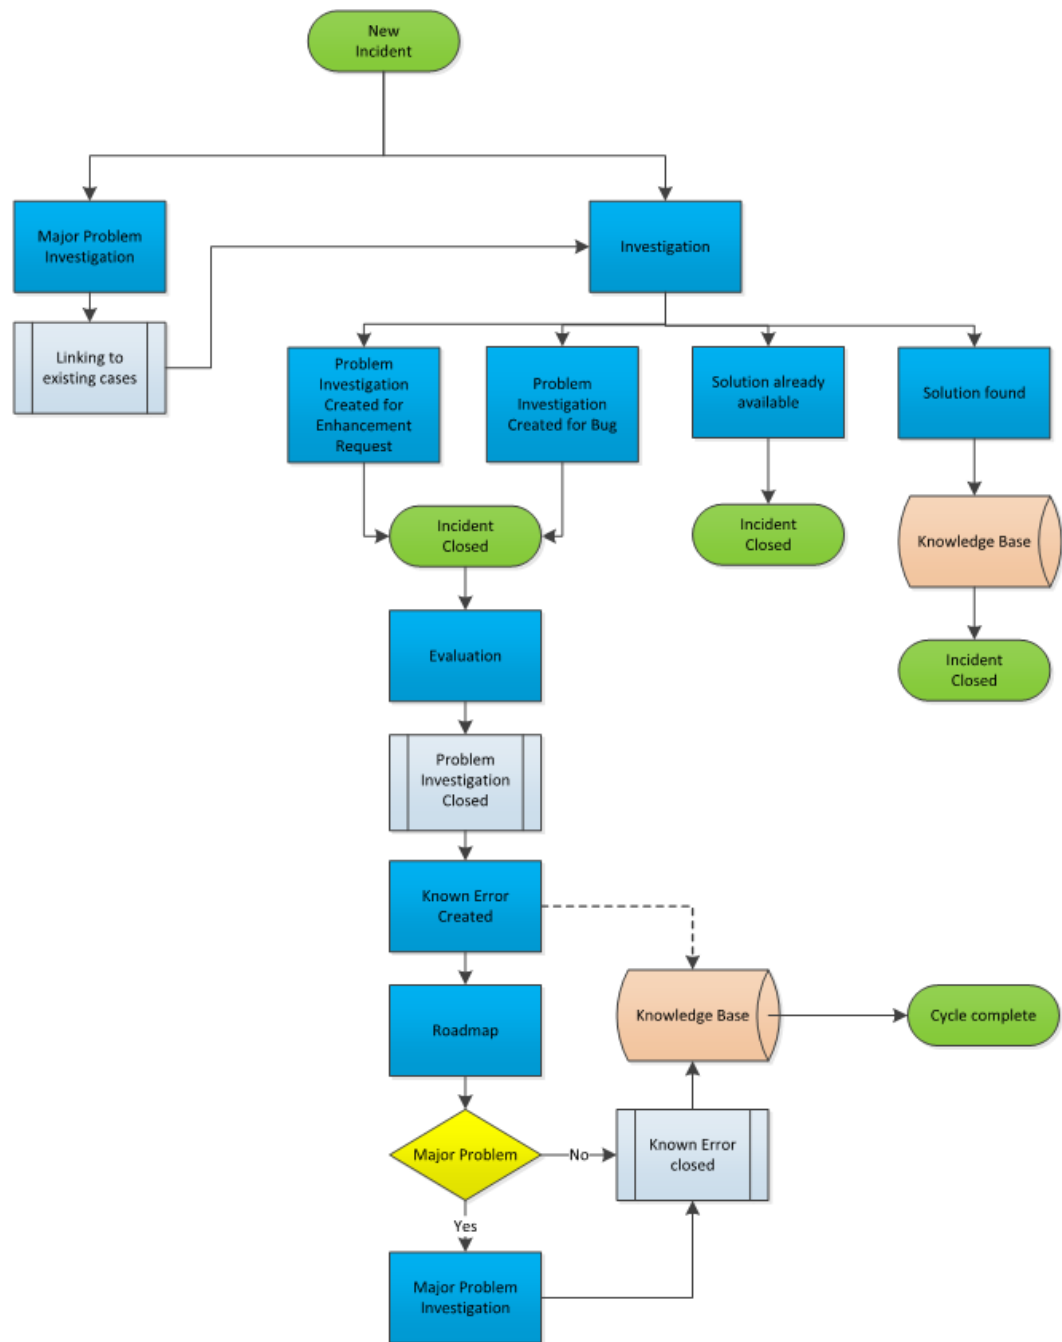 New
Incident
Major Problem
Investigation
Investigation
Linking to
existing cases
Problem
Investigation
Created for
Enhancement
Request
Problem
Investigation
Created for Bug
Solution already
available
Solution found
Incident
Closed
Incident
Closed
Knowledge Base
Evaluation
Incident
Closed
Problem
Investigation
Closed
Known Error
Created
Roadmap
Knowledge Base
Cycle complete
Major Problem
No
Known Error
closed
Yes
Major Problem
Investigation